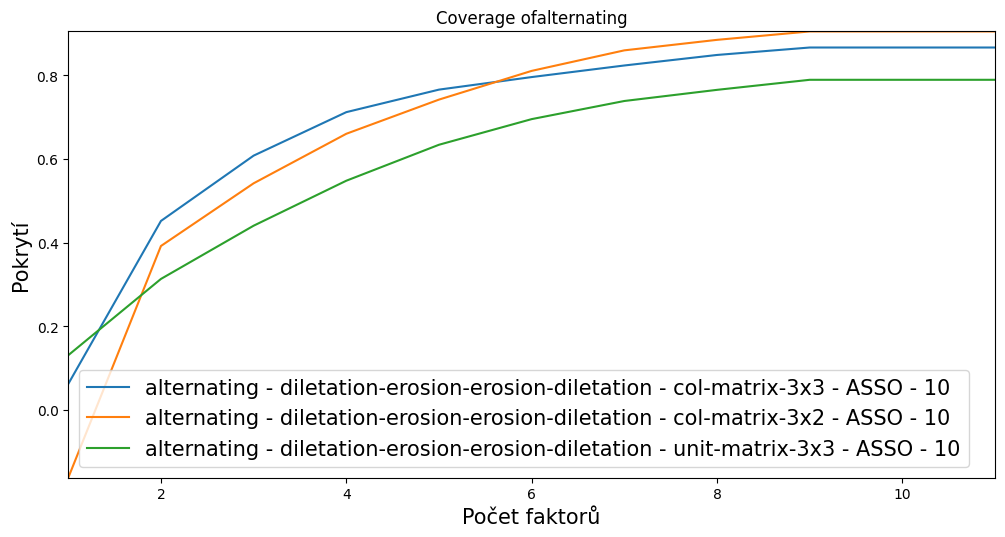 Coverage ofalternating
0.8
0.6
0.4
0.2
0.0
Pokrytí
alternating - diletation-erosion-erosion-diletation - col-matrix-3x3 - ASSO - 10
alternating - diletation-erosion-erosion-diletation - col-matrix-3x2 - ASSO - 10
alternating - diletation-erosion-erosion-diletation - unit-matrix-3x3 - ASSO - 10
2 4 6 8 10
Počet faktorů